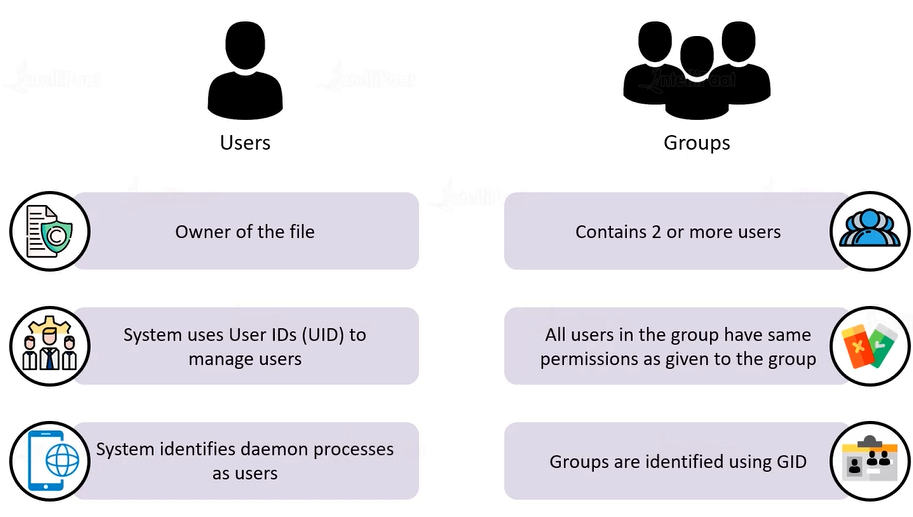 Users
Groups
Owner of the file
System uses User IDs (UID) to
manage users
System identifies daemon processes
as users
Contains 2 or more users
All users in the group have same
permissions as given to the group
Groups are identified using GID